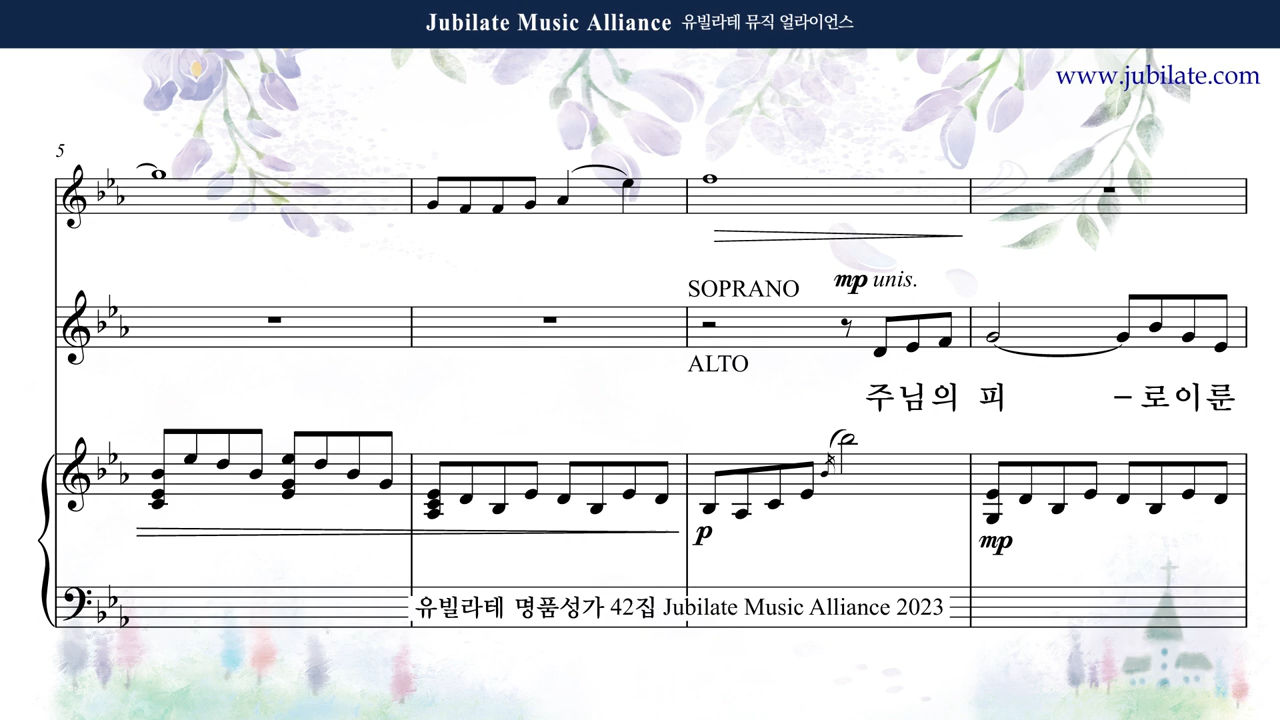 Jubilate Music Alliance 유빌라테 뮤직 얼라이언스
www.jubilate.com
5
SOPRANO
mp unis.
ALTO
주님의 피 – 로이룬
p
mp
유빌라테 명품성가 42집 Jubilate Music Alliance 2023